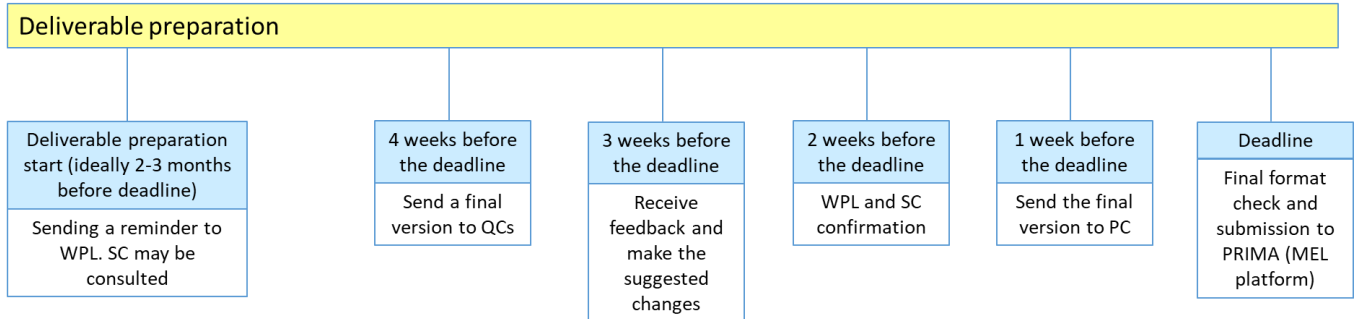 Deliverable preparation
Deliverable preparation
start (ideally 2-3 months
before deadline)
Sending a reminder to
WPL. SC may be
consulted
4 weeks before
the deadline
Send a final
version to QCs
3 weeks before
the deadline
Receive
feedback and
make the
suggested
changes
2 weeks before
the deadline
WPL and SC
confirmation
1 week before
the deadline
Send the final
version to PC
Deadline
Final format
check and
submission to
PRIMA (MEL
platform)